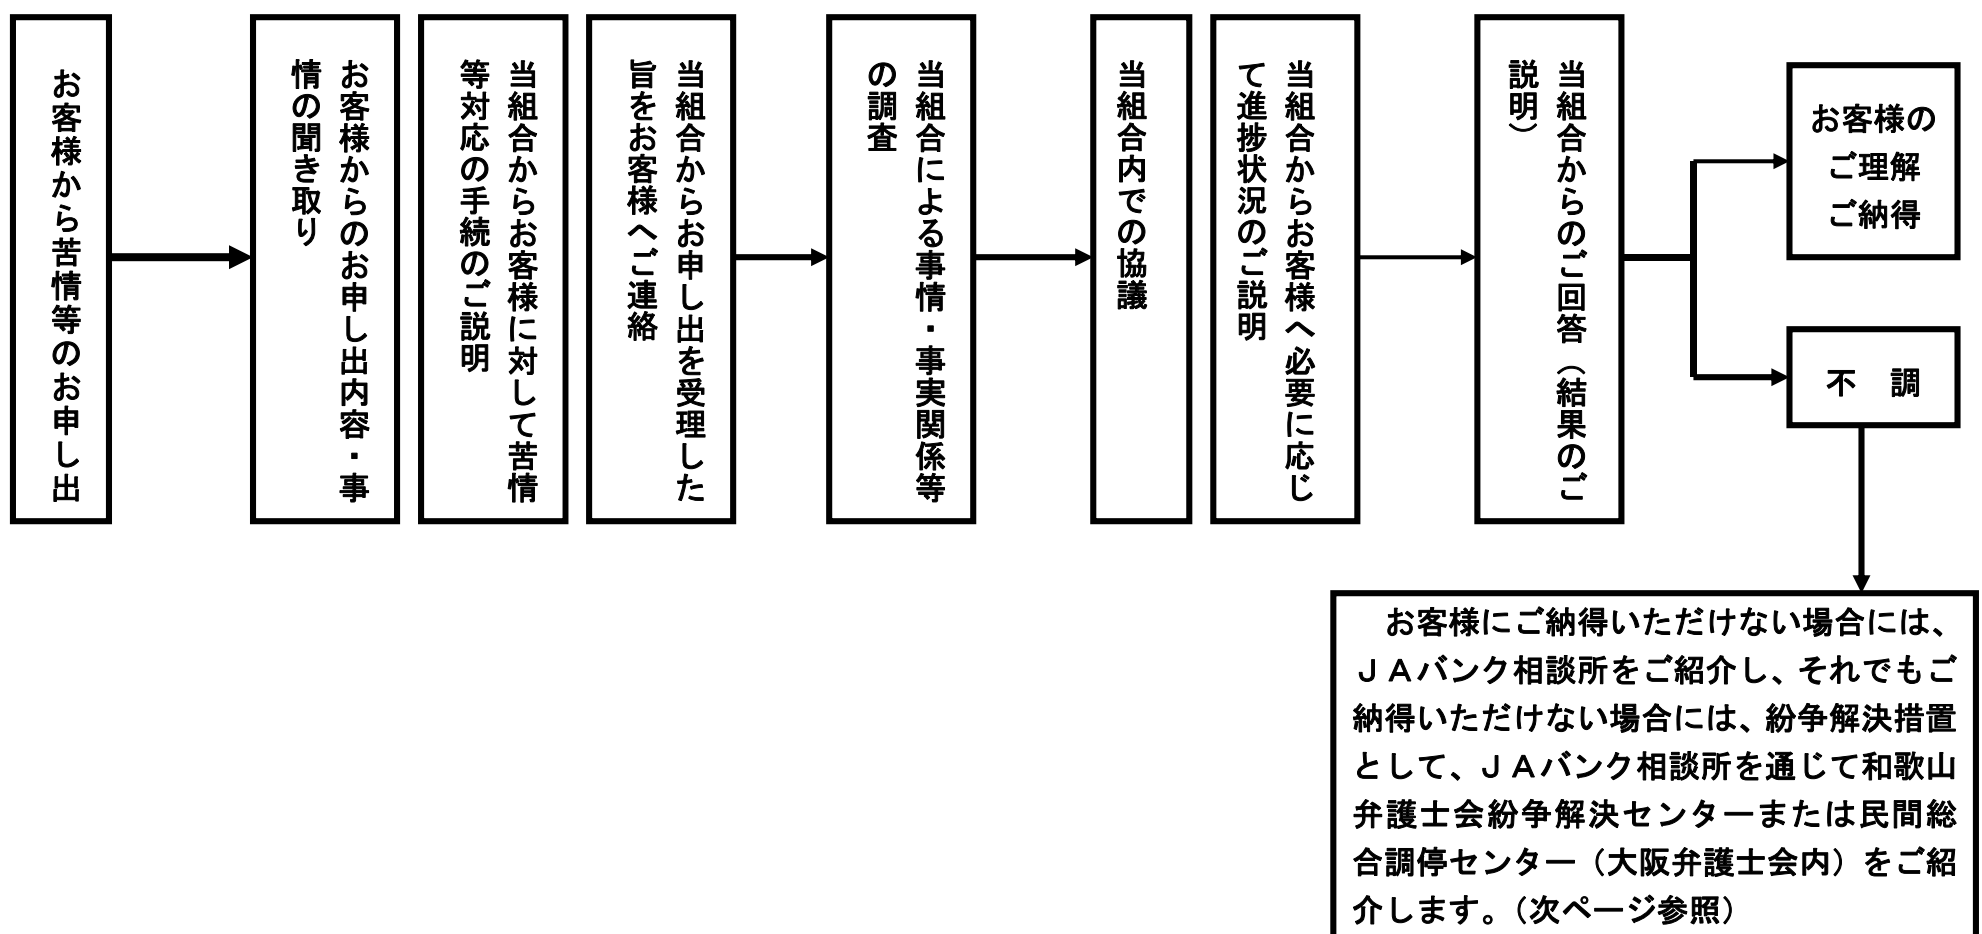 お客様から苦情等のお申し出
お客様からのお申し出内容・事
情の聞き取り
当組合からお客様に対して苦情
等対応の手続のご説明
当組合からお申し出を受理した
旨をお客様へご連絡
当組合による事情・事実関係等
の調査
当組合内での協議
当組合からお客様へ必要に応じ
て進捗状況のご説明
当組合からのご回答（結果のご
説明）
お客様の
ご理解
ご納得
不　調
　お客様にご納得いただけない場合には、
ＪＡバンク相談所をご紹介し、それでもご
納得いただけない場合には、紛争解決措置
として、ＪＡバンク相談所を通じて和歌山
弁護士会紛争解決センターまたは民間総
合調停センター（大阪弁護士会内）をご紹
介します。（次ページ参照）